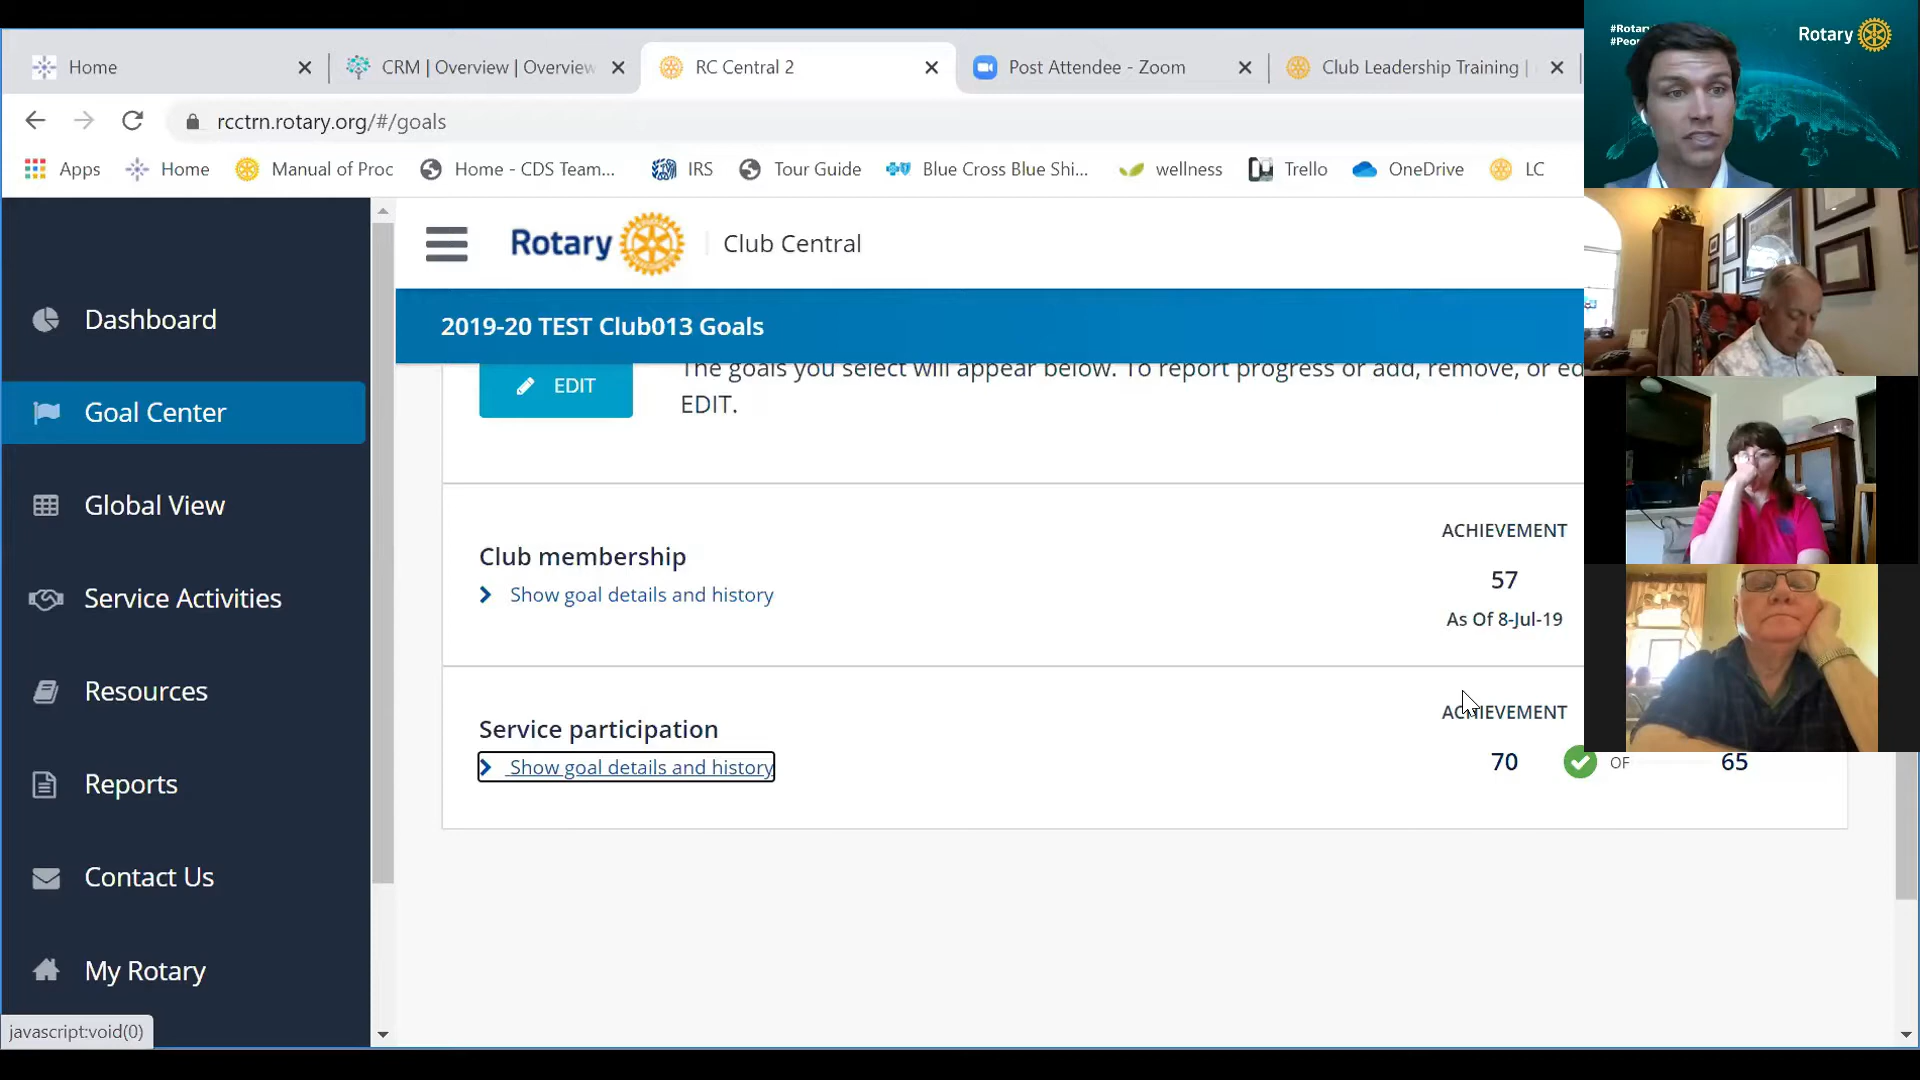 Home
CRM | Overview | Overview
RC Central 2
Post Attendee - Zoom
Club Leadership Training |
#Rotary
Rotary
rcctrn.rotary.org/#/goals
Apps
Home
Manual of Proc
Home - CDS Team...
IRS
Tour Guide
Blue Cross Blue Shi...
wellness
Trello
OneDrive
LC
Rotary
Club Central
2019-20 TEST Club013 Goals
Dashboard
Goal Center
Global View
Service Activities
Resources
Reports
Contact Us
My Rotary
EDIT
The goals you select will appear below. To report progress or add, remove, or
EDIT.
Club membership
Show goal details and history
ACHIEVEMENT
57
As Of 8-Jul-19
Service participation
Show goal details and history
ACHIEVEMENT
70
OF
65
javascript:void(0)